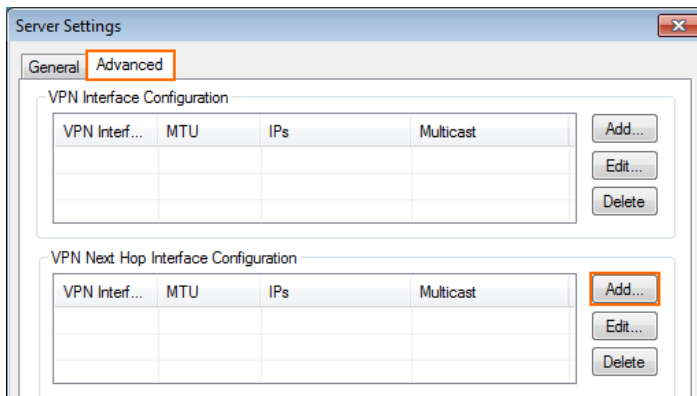 Server Settings
General Advanced
VPN Interface Configuration
VPN Interf... MTU IPs Multicast
Add...
Edit...
Delete
VPN Next Hop Interface Configuration
VPN Interf... MTU IPs Multicast
Add...
Edit...
Delete